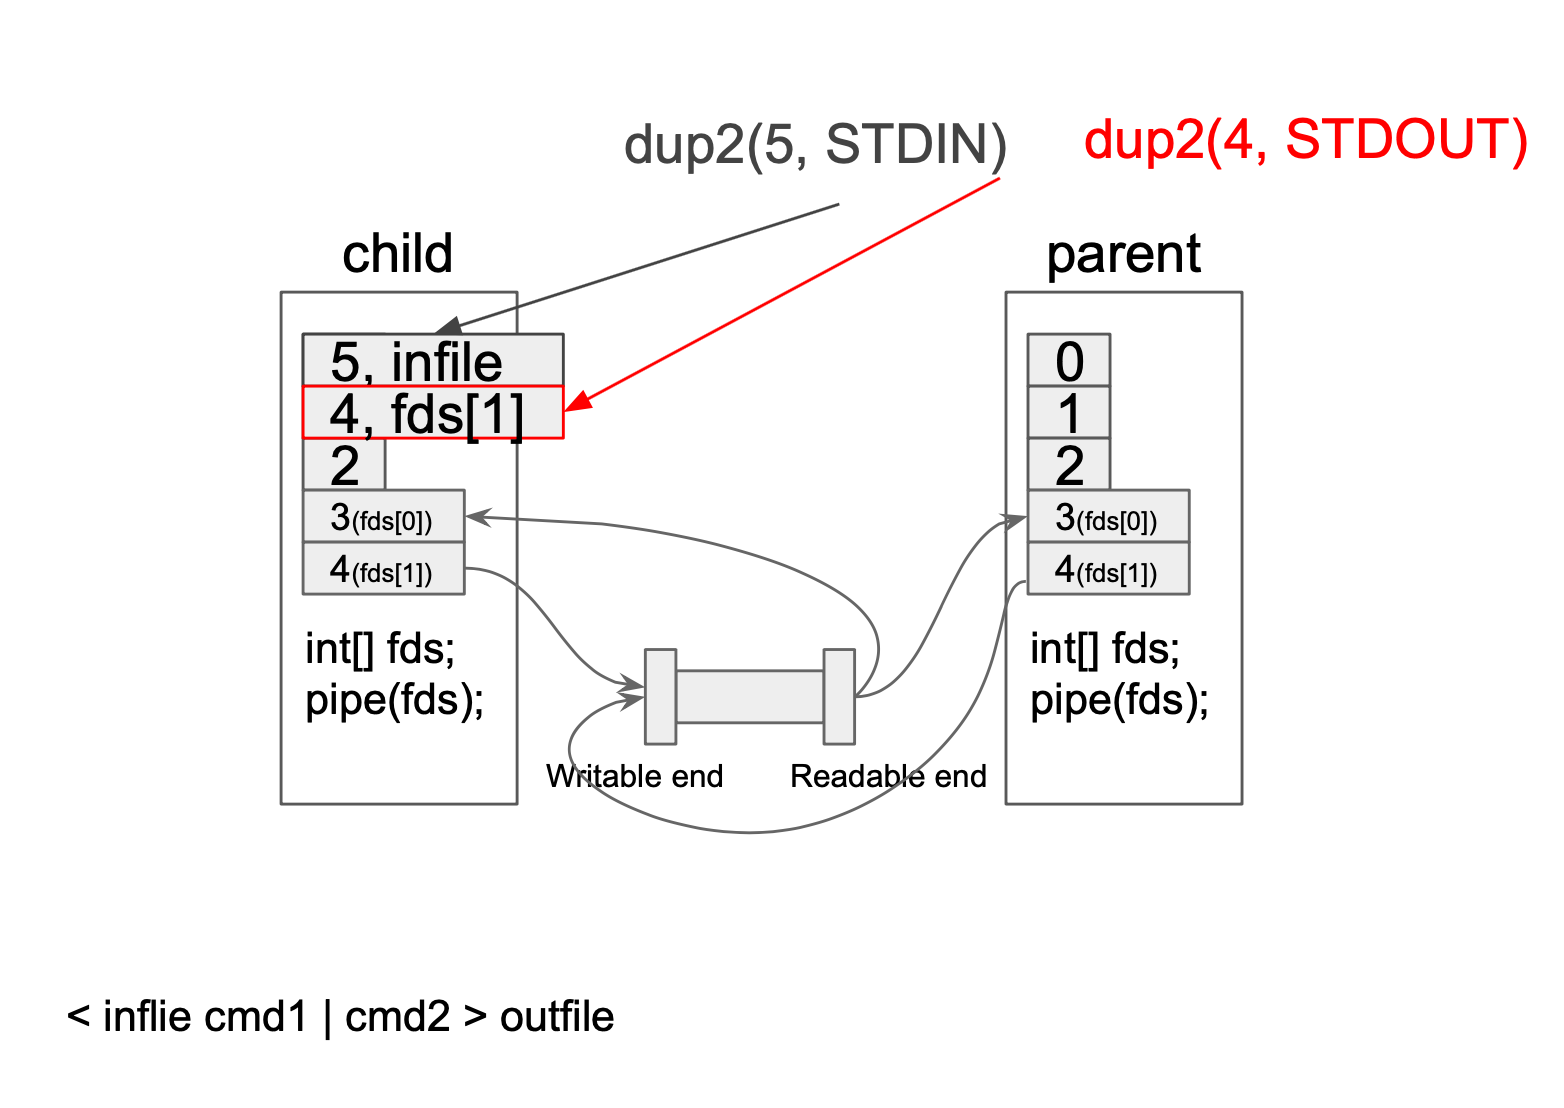 dup2(5, STDIN)
dup2(4, STDOUT)
child
parent
5, infile
4, fds[1]
2
3(fds[0])
4(fds[1])
int[] fds;
pipe(fds);
0
1
2
3(fds[0])
4(fds[1])
int[] fds;
pipe(fds);
Writable end
Readable end
< inflie cmd1 | cmd2 > outfile